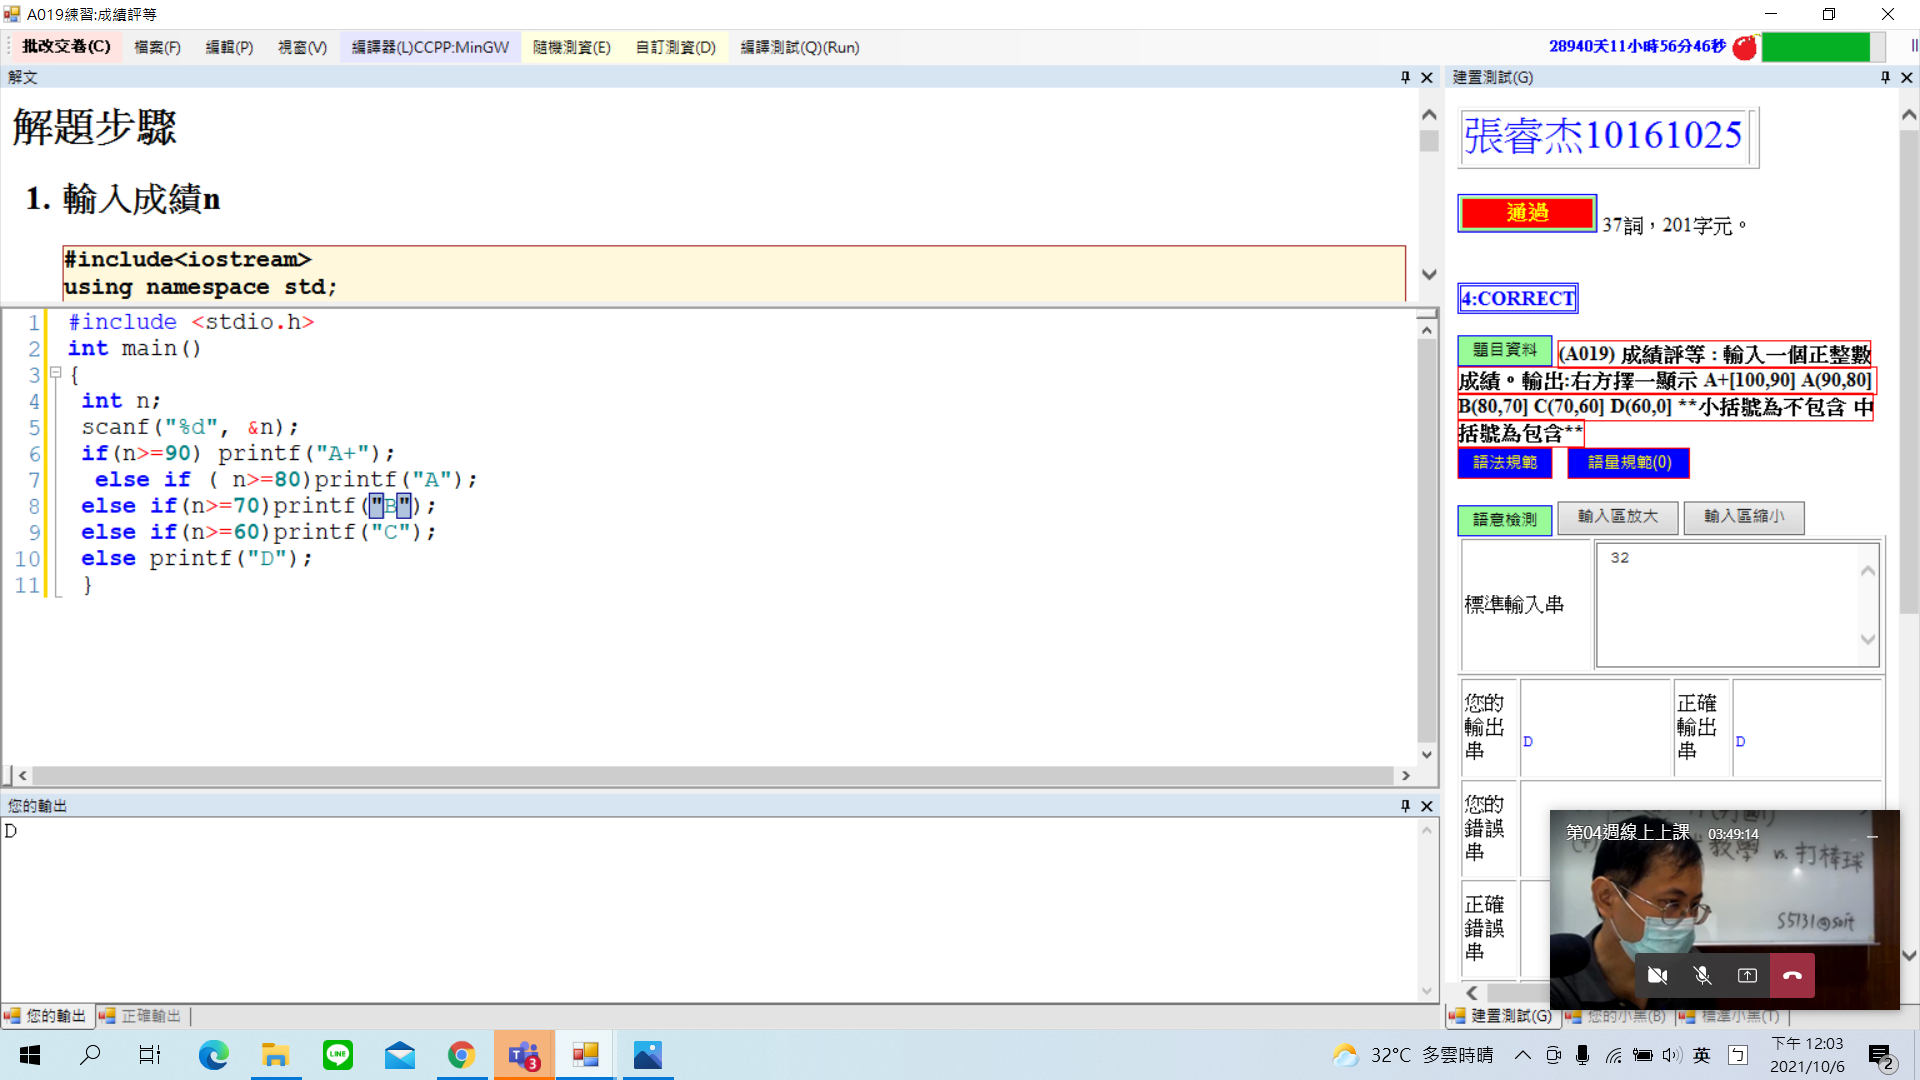 A019練習:成績評等
批改交卷(C) 檔案(F) 編輯(P) 視窗(V) 編譯器(L)CCPP:MinGW 隨機測資(E) 自訂測資(D) 編譯測試(Q)(Run) 28940天11小時56分46秒
解文
解題步驟
1. 輸入成績n
#include<iostream>
using namespace std;
1 #include <stdio.h>
2 int main()
3 {
4 int n;
5 scanf("%d", &n);
6 if(n>=90) printf("A+");
7 else if ( n>=80)printf("A");
8 else if(n>=70)printf("B");
9 else if(n>=60)printf("C");
10 else printf("D");
11 }
您的輸出
D
您的輸出 正確輸出
建置測試(G)
張睿杰10161025
通過 37詞，201字元。
4:CORRECT
題目資料 (A019) 成績評等 : 輸入一個正整數
成績。輸出:右方擇一顯示 A+[100,90] A(90,80]
B(80,70] C(70,60] D(60,0] **小括號為不包含 中
括號為包含**
語法規範 語量規範(0)
語意檢測 輸入區放大 輸入區縮小
標準輸入串 32
您的輸出串 D 正確輸出串 D
您的錯誤串
正確錯誤串
第04週線上上課 03:49:14
教學 vs. 打棒球
S5131@soit
建置測試(G) 您的小黑(B) 標準小黑(T)
LINE
3
32°C 多雲時晴
英
下午 12:03
2021/10/6
2